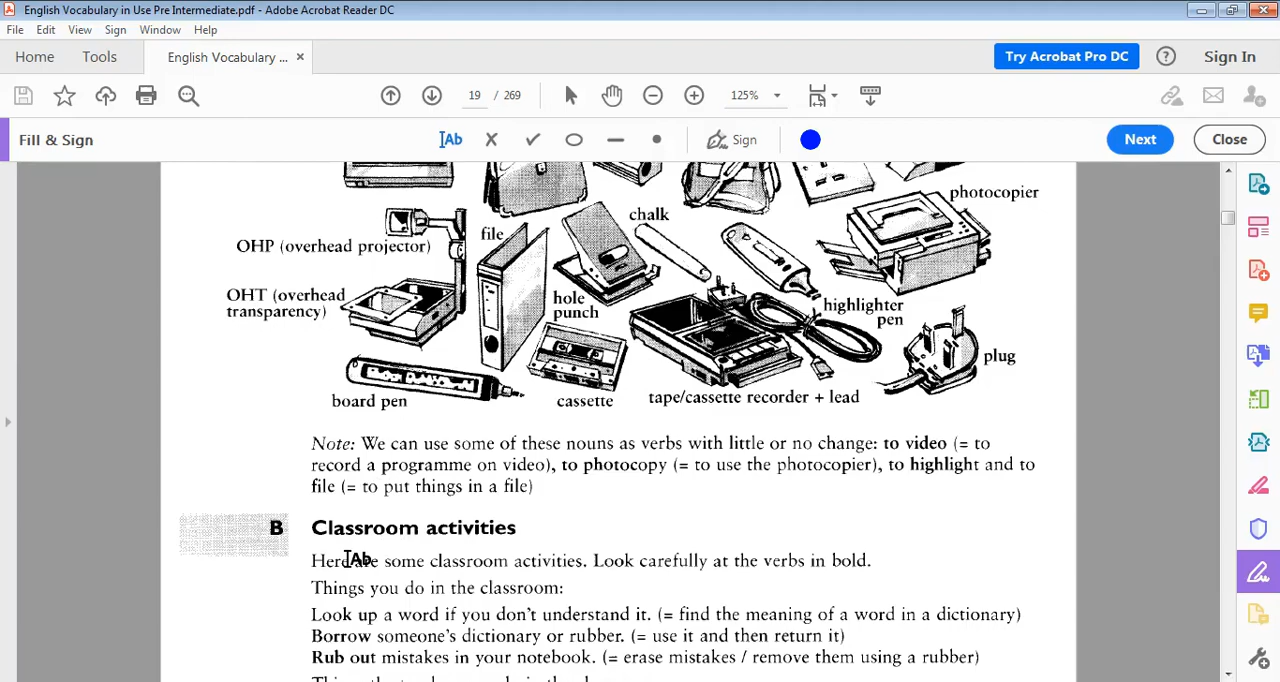 English Vocabulary in Use Pre Intermediate.pdf - Adobe Acrobat Reader DC
File Edit View Sign Window Help
Home Tools English Vocabulary ... × Try Acrobat Pro DC ? Sign In
19 / 269 125%
Fill & Sign Ab Sign Next Close
photocopier
chalk
file
OHP (overhead projector)
OHT (overhead
transparency)
hole
punch
highlighter
pen
plug
board pen
cassette
tape/cassette recorder + lead
Note: We can use some of these nouns as verbs with little or no change: to video (= to
record a programme on video), to photocopy (= to use the photocopier), to highlight and to
file (= to put things in a file)
B Classroom activities
Here are some classroom activities. Look carefully at the verbs in bold.
Ab
Things you do in the classroom:
Look up a word if you don't understand it. (= find the meaning of a word in a dictionary)
Borrow someone's dictionary or rubber. (= use it and then return it)
Rub out mistakes in your notebook. (= erase mistakes / remove them using a rubber)